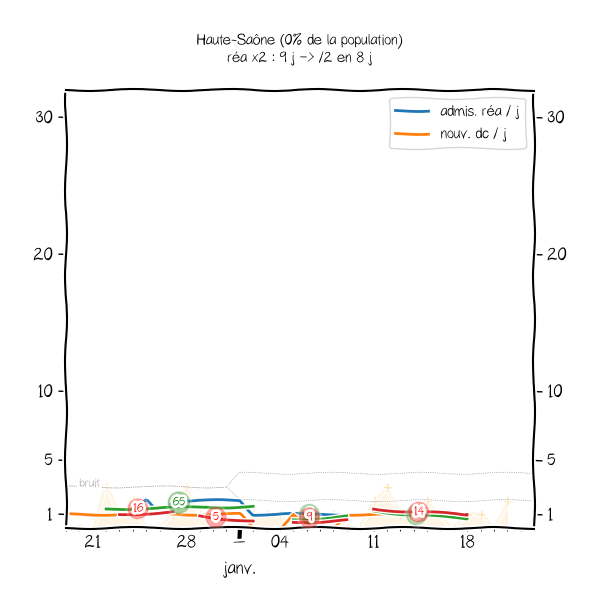 Haute-Saône (0% de la population)
réa x2 : 9 j -> /2 en 8 j
admis. réa / j
nouv. dc / j
30 30
20 20
10 10
5 5
bruit
1 1
16 65 5 9 14
21 28 1 04 11 18
janv.